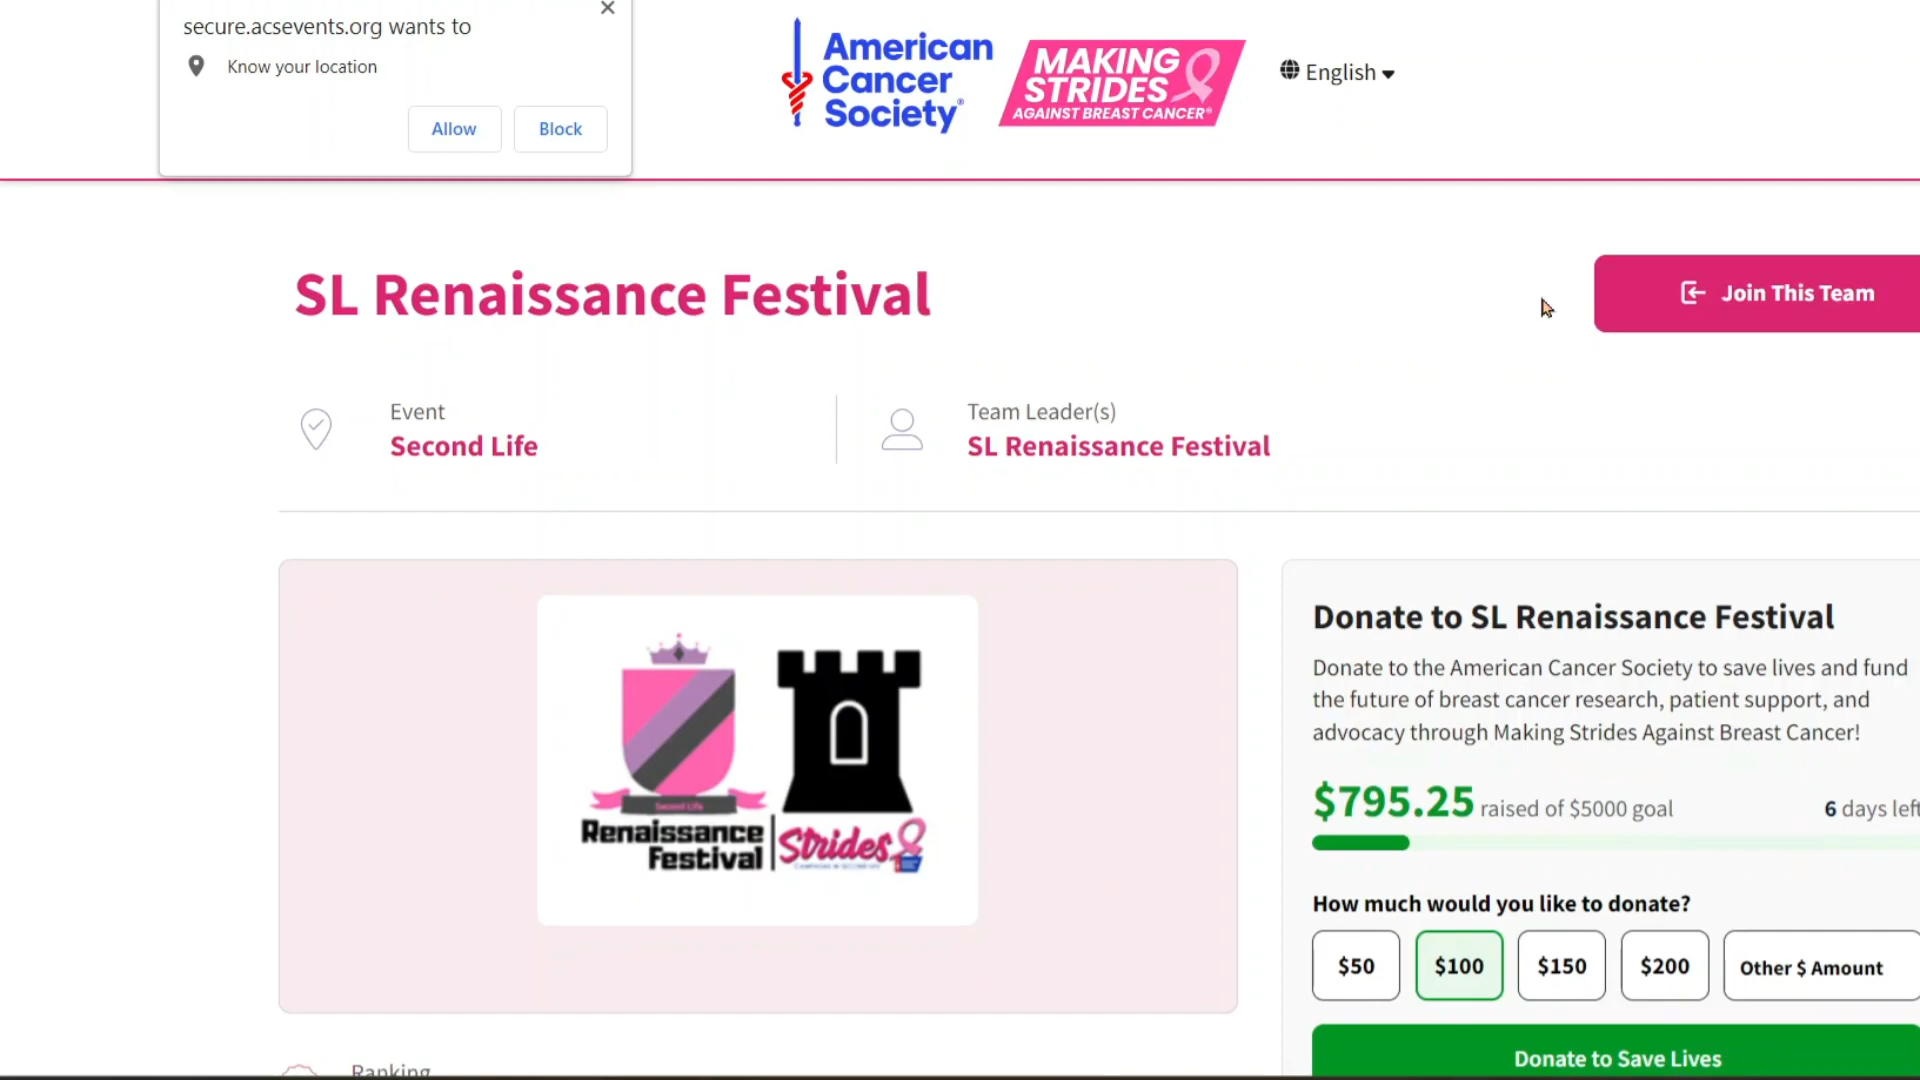 secure.acsevents.org wants to
Know your location
Allow
Block
American
Cancer
Society®
MAKING
STRIDES
AGAINST BREAST CANCER®
English
SL Renaissance Festival
Join This Team
Event
Second Life
Team Leader(s)
SL Renaissance Festival
Second Life
Renaissance
Festival
Strides
Donate to SL Renaissance Festival
Donate to the American Cancer Society to save lives and fund
the future of breast cancer research, patient support, and
advocacy through Making Strides Against Breast Cancer!
$795.25 raised of $5000 goal
6 days left
How much would you like to donate?
$50
$100
$150
$200
Other $ Amount
Donate to Save Lives
Ranking